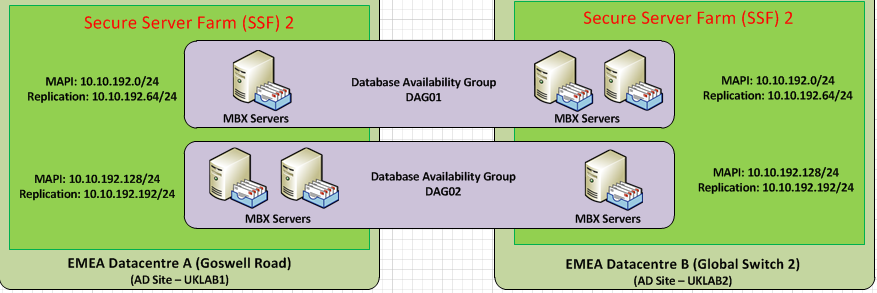 Secure Server Farm (SSF) 2
MAPI: 10.10.192.0/24
Replication: 10.10.192.64/24
MBX Servers
Database Availability Group
DAG01
MBX Servers
MAPI: 10.10.192.128/24
Replication: 10.10.192.192/24
MBX Servers
Database Availability Group
DAG02
MBX Servers
EMEA Datacentre A (Goswell Road)
(AD Site – UKLAB1)
Secure Server Farm (SSF) 2
MAPI: 10.10.192.0/24
Replication: 10.10.192.64/24
MAPI: 10.10.192.128/24
Replication: 10.10.192.192/24
EMEA Datacentre B (Global Switch 2)
(AD Site – UKLAB2)